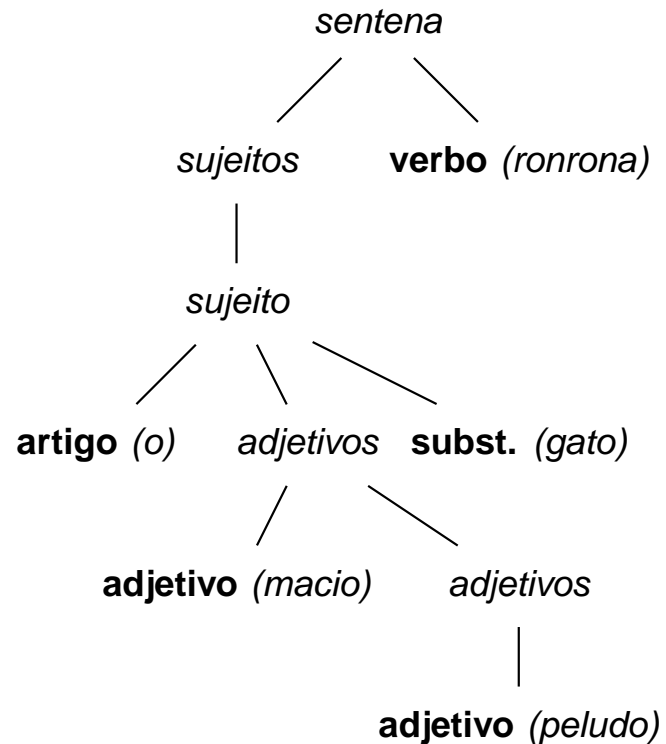 sentena
sujeitos verbo (ronrona)
sujeito
artigo (o) adjetivos subst. (gato)
adjetivo (macio) adjetivos
adjetivo (peludo)